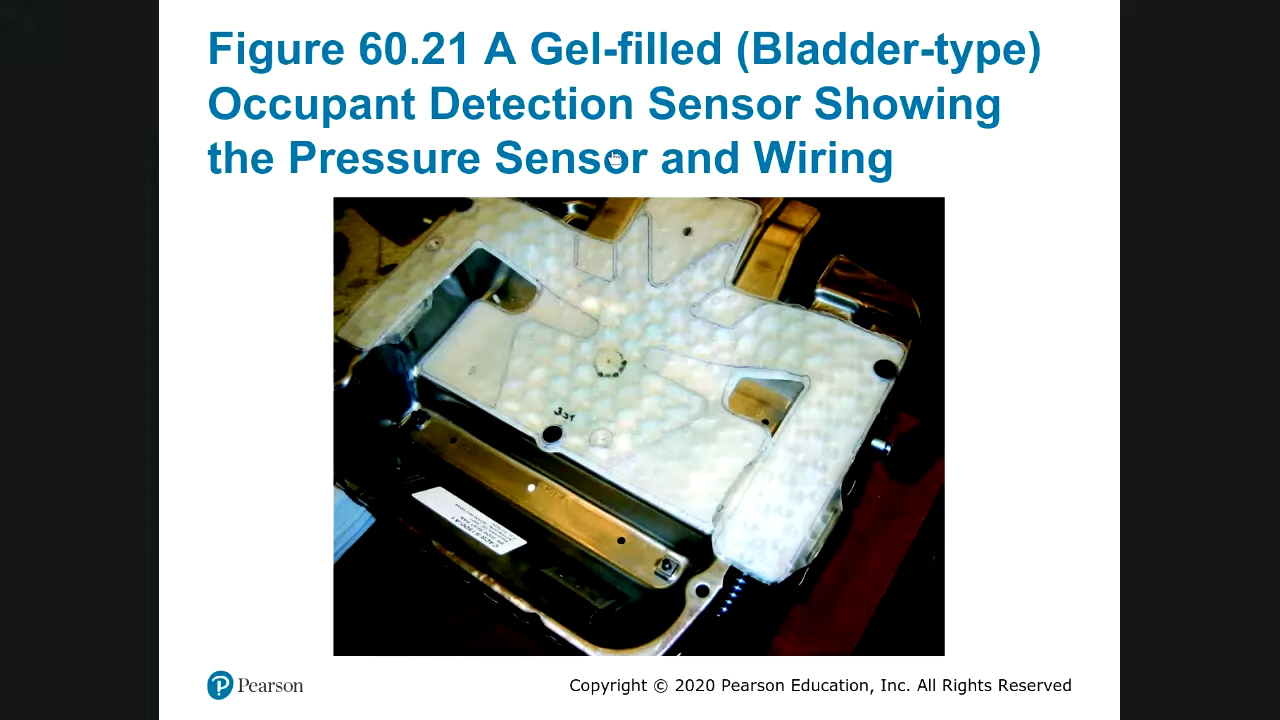 Figure 60.21 A Gel-filled (Bladder-type)
Occupant Detection Sensor Showing
the Pressure Sensor and Wiring
331
Pearson
Copyright © 2020 Pearson Education, Inc. All Rights Reserved